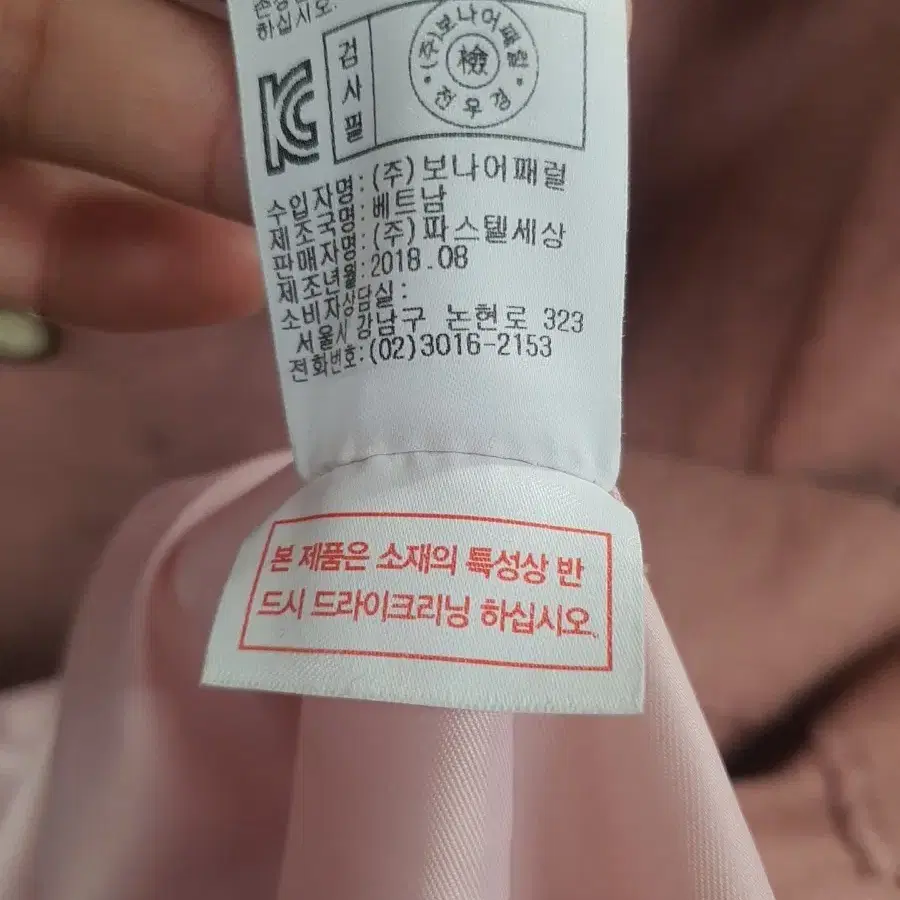 하십시오.
KC
검사필
(주)보나어패럴
檢
수입자명:(주)보나어패럴
제조국명:베트남
판매자명:(주)파스텔세상
제조년월:2018.08
소비자상담실:
서울시 강남구 논현로 323
전화번호:(02)3016-2153
본 제품은 소재의 특성상 반
드시 드라이크리닝 하십시오.